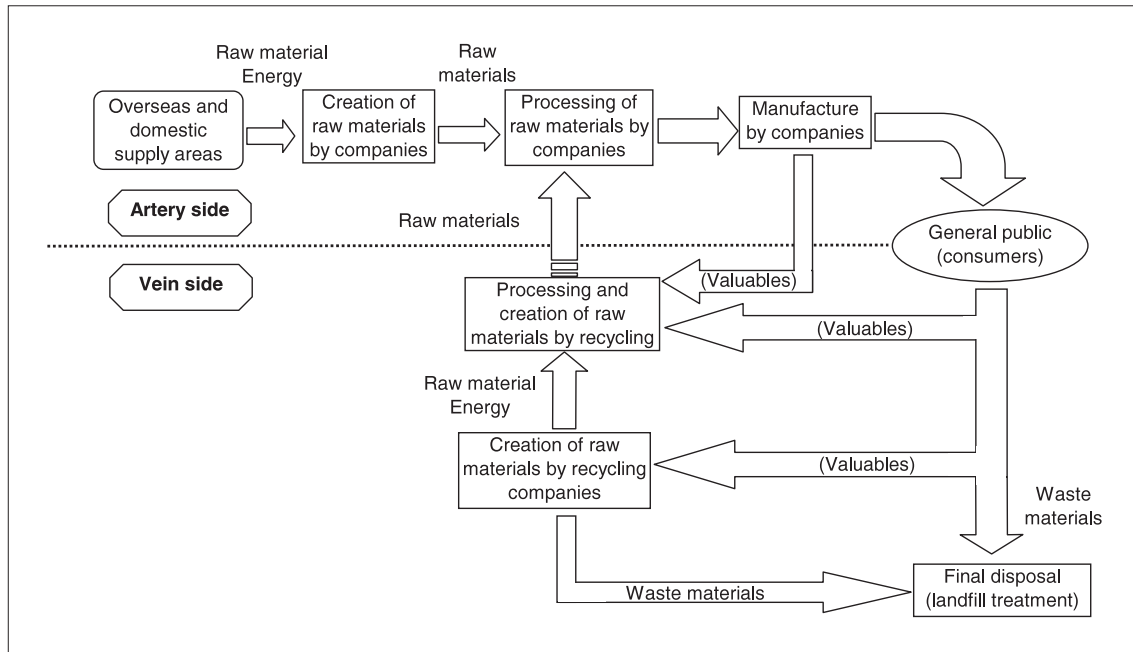 Raw material
Energy
Raw
materials
Overseas and
domestic
supply areas
Creation of
raw materials
by companies
Processing of
raw materials by
companies
Manufacture
by companies
Artery side
Raw materials
General public
(consumers)
Vein side
(Valuables)
Processing and
creation of raw
materials by recycling
(Valuables)
Raw material
Energy
Creation of raw
materials by recycling
companies
(Valuables)
Waste
materials
Waste materials
Final disposal
(landfill treatment)